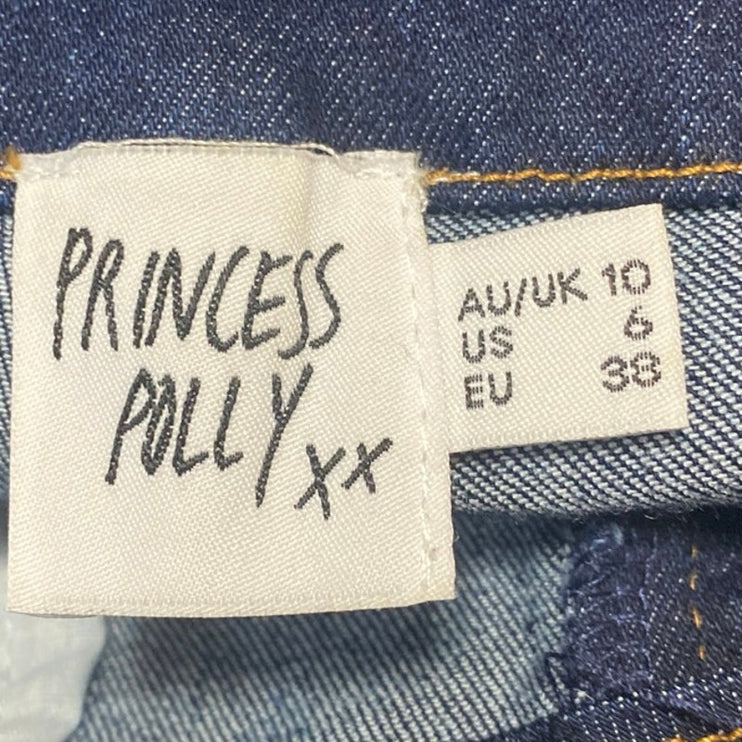 PRINCESS
POLLY xx
AU/UK 10
US 6
EU 38